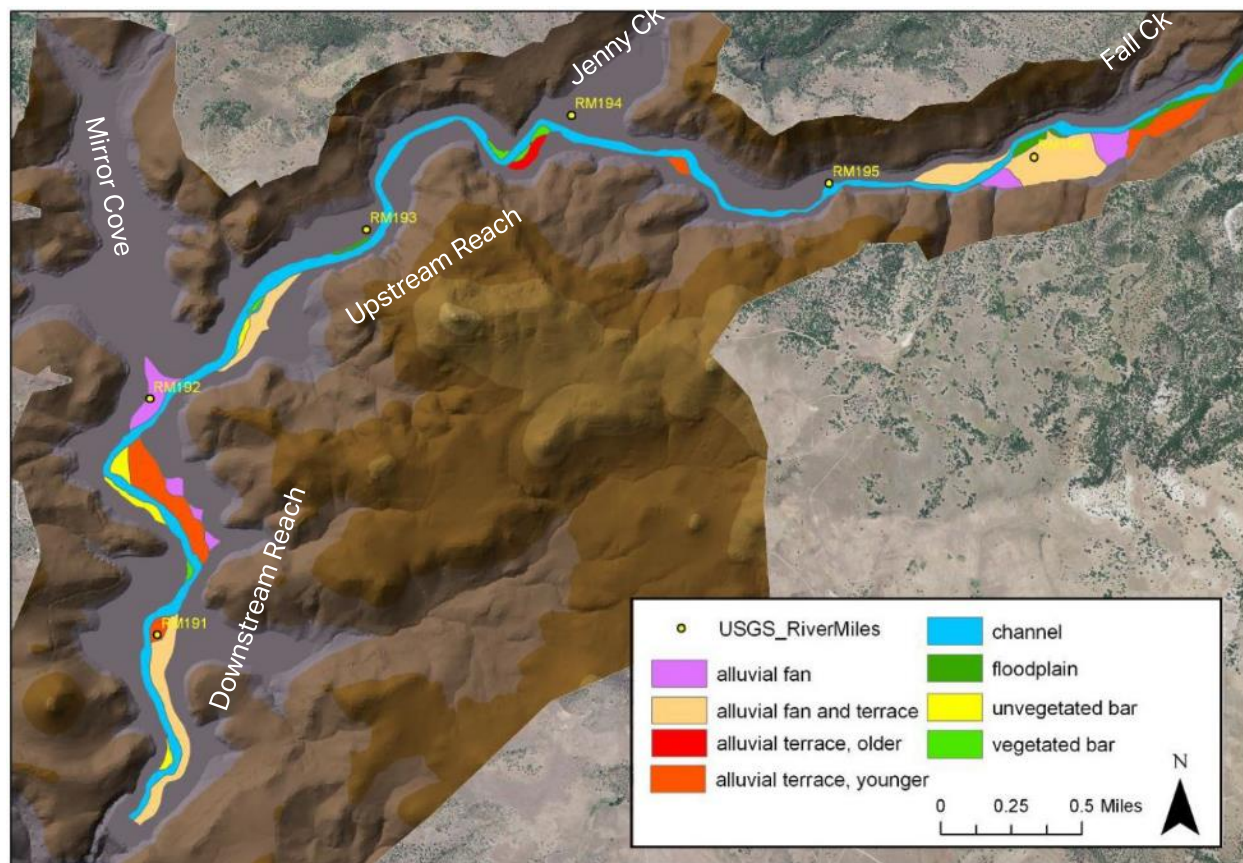 Jenny Ck
Fall Ck
Mirror Cove
RM194
RM196
RM195
RM193
Upstream Reach
RM192
Downstream Reach
RM191
USGS_RiverMiles
alluvial fan
alluvial fan and terrace
alluvial terrace, older
alluvial terrace, younger
channel
floodplain
unvegetated bar
vegetated bar
N
0 0.25 0.5 Miles